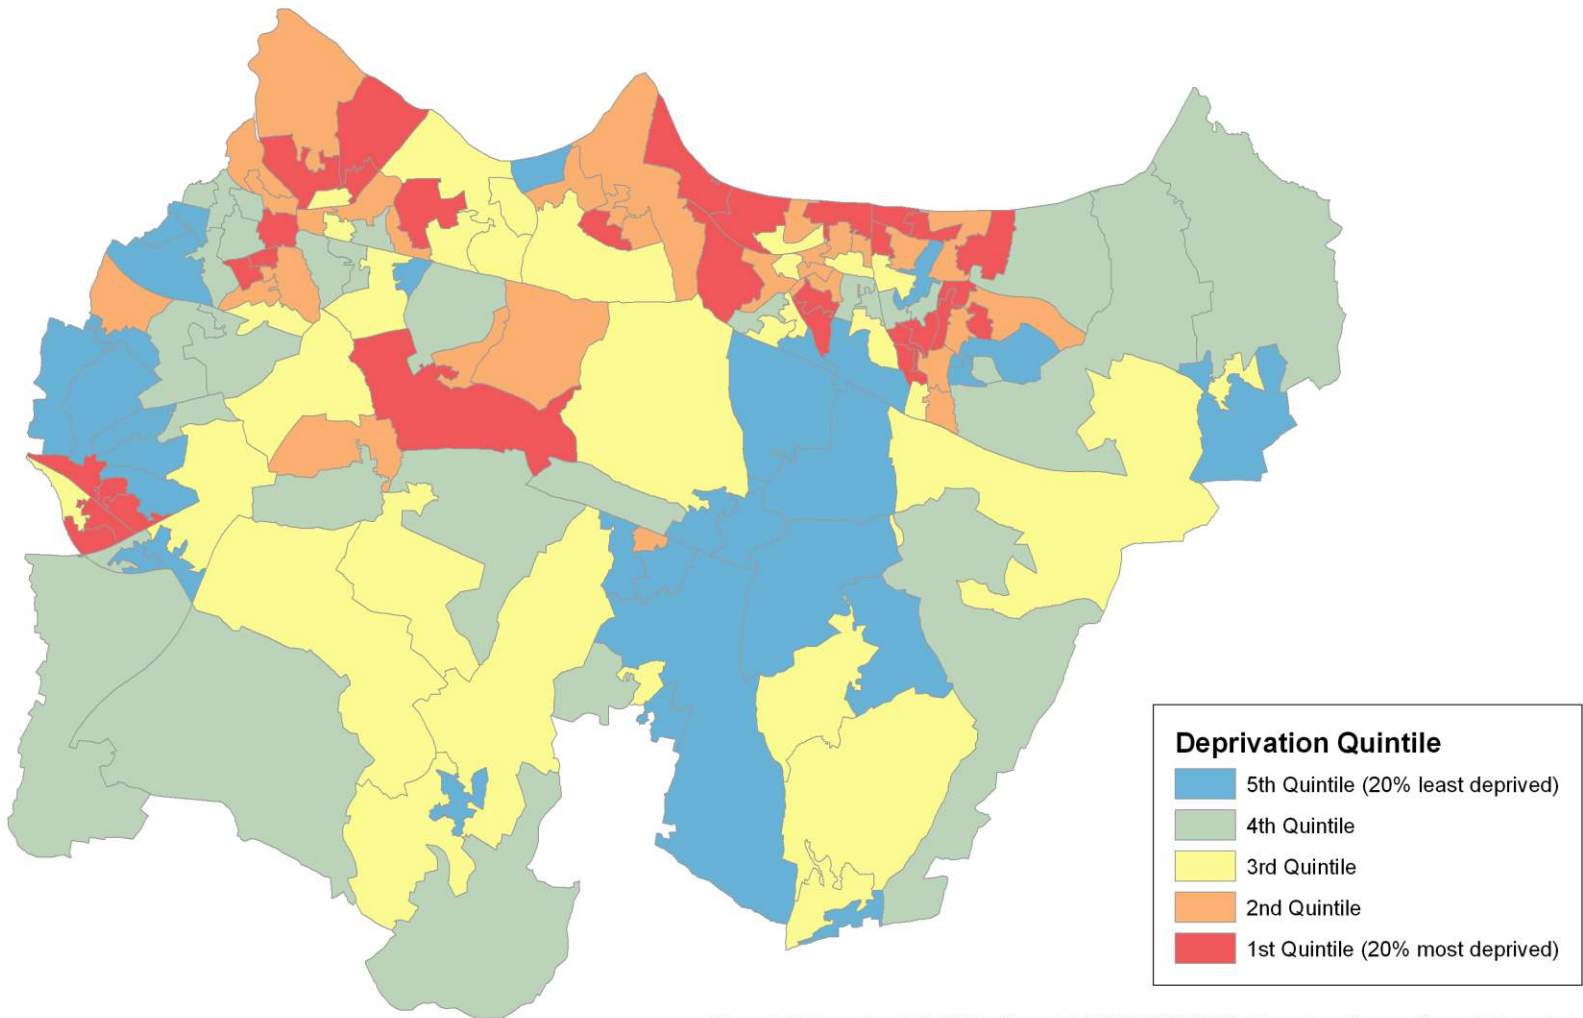 Deprivation Quintile
5th Quintile (20% least deprived)
4th Quintile
3rd Quintile
2nd Quintile
1st Quintile (20% most deprived)